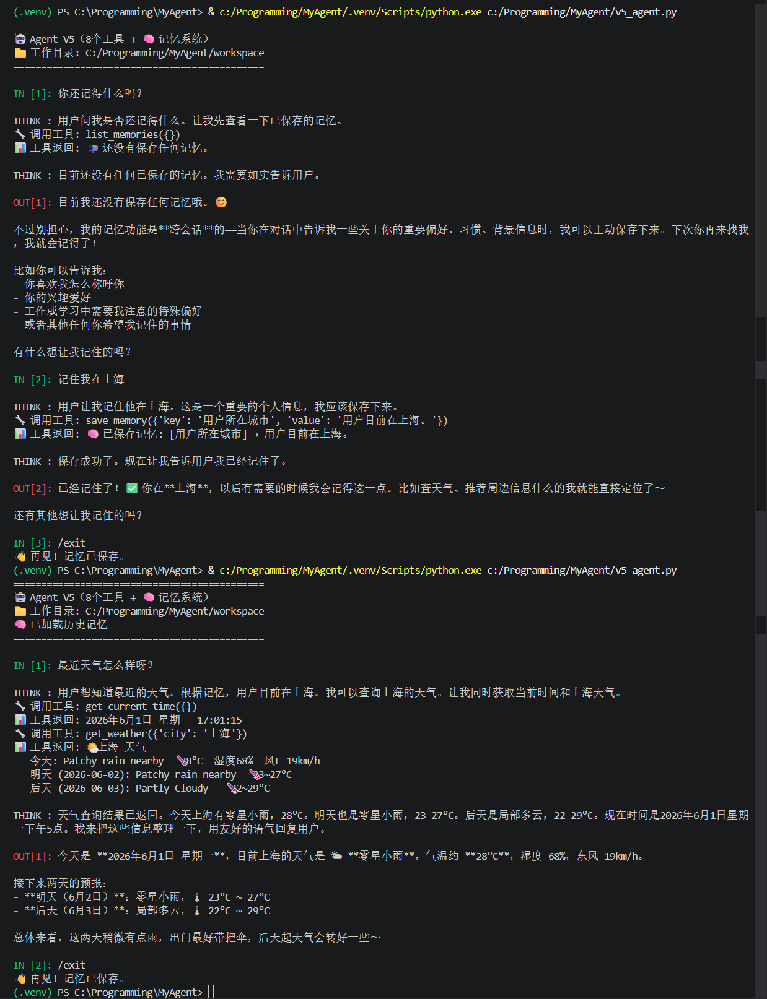 (.venv) PS C:\Programming\MyAgent> & c:/Programming/MyAgent/.venv/Scripts/python.exe c:/Programming/MyAgent/v5_agent.py
=============================================
🤖 Agent V5（8个工具 + 🧠 记忆系统）
📁 工作目录: C:/Programming/MyAgent/workspace
=============================================
IN [1]: 你还记得什么吗？
THINK : 用户问我是否还记得什么。让我先查看一下已保存的记忆。
🔧 调用工具: list_memories({})
📊 工具返回: 📭 还没有保存任何记忆。
THINK : 目前还没有任何已保存的记忆。我需要如实告诉用户。
OUT[1]: 目前我还没有保存任何记忆哦。😊
不过别担心，我的记忆功能是**跨会话**的——当你在对话中告诉我一些关于你的重要偏好、习惯、背景信息时，我可以主动保存下来。下次你再来找我
，我就会记得了！
比如你可以告诉我：
- 你喜欢我怎么称呼你
- 你的兴趣爱好
- 工作或学习中需要我注意的特殊偏好
- 或者其他任何你希望我记住的事情
有什么想让我记住的吗？
IN [2]: 记住我在上海
THINK : 用户让我记住他在上海。这是一个重要的个人信息，我应该保存下来。
🔧 调用工具: save_memory({'key': '用户所在城市', 'value': '用户目前在上海。'})
📊 工具返回: 🧠 已保存记忆: [用户所在城市] → 用户目前在上海。
THINK : 保存成功了。现在让我告诉用户我已经记住了。
OUT[2]: 已经记住了！✅ 你在**上海**，以后有需要的时候我会记得这一点。比如查天气、推荐周边信息什么的我就能直接定位了～
还有其他想让我记住的吗？
IN [3]: /exit
👋 再见！记忆已保存。
(.venv) PS C:\Programming\MyAgent> & c:/Programming/MyAgent/.venv/Scripts/python.exe c:/Programming/MyAgent/v5_agent.py
=============================================
🤖 Agent V5（8个工具 + 🧠 记忆系统）
📁 工作目录: C:/Programming/MyAgent/workspace
🧠 已加载历史记忆
=============================================
IN [1]: 最近天气怎么样呀？
THINK : 用户想知道最近的天气。根据记忆，用户目前在上海。我可以查询上海的天气。让我同时获取当前时间和上海天气。
🔧 调用工具: get_current_time({})
📊 工具返回: 2026年6月1日 星期一 17:01:15
🔧 调用工具: get_weather({'city': '上海'})
📊 工具返回: 🌤上海 天气
今天: Patchy rain nearby 🌡28°C 湿度68% 风E 19km/h
明天 (2026-06-02): Patchy rain nearby 🌡23~27°C
后天 (2026-06-03): Partly Cloudy 🌡22~29°C
THINK : 天气查询结果已返回。今天上海有零星小雨，28°C。明天也是零星小雨，23-27°C。后天是局部多云，22-29°C。现在时间是2026年6月1日星期
一下午5点。我来把这些信息整理一下，用友好的语气回复用户。
OUT[1]: 今天是 **2026年6月1日 星期一**，目前上海的天气是 🌥 **零星小雨**，气温约 **28°C**，湿度 68%，东风 19km/h。
接下来两天的预报：
- **明天（6月2日）**：零星小雨，🌡 23°C ~ 27°C
- **后天（6月3日）**：局部多云，🌡 22°C ~ 29°C
总体来看，这两天稍微有点雨，出门最好带把伞，后天起天气会转好一些～
IN [2]: /exit
👋 再见！记忆已保存。
(.venv) PS C:\Programming\MyAgent>